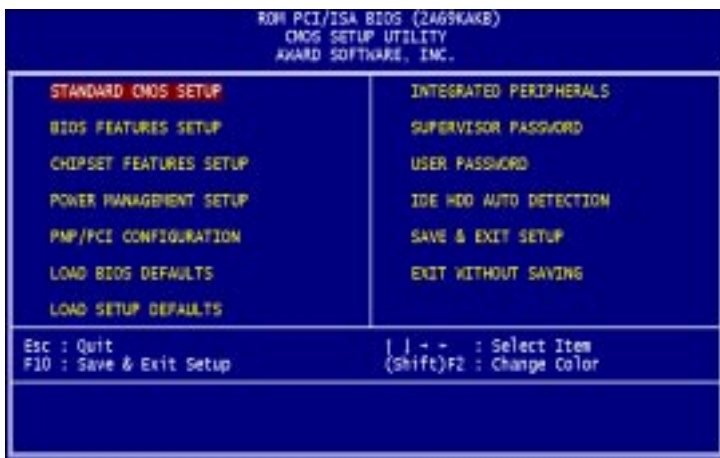 ROM PCI/ISA BIOS (2A69KAKB)
CMOS SETUP UTILITY
AWARD SOFTWARE, INC.
STANDARD CMOS SETUP
BIOS FEATURES SETUP
CHIPSET FEATURES SETUP
POWER MANAGEMENT SETUP
PNP/PCI CONFIGURATION
LOAD BIOS DEFAULTS
LOAD SETUP DEFAULTS
INTEGRATED PERIPHERALS
SUPERVISOR PASSWORD
USER PASSWORD
IDE HDD AUTO DETECTION
SAVE & EXIT SETUP
EXIT WITHOUT SAVING
Esc : Quit
F10 : Save & Exit Setup
: Select Item
(Shift)F2 : Change Color